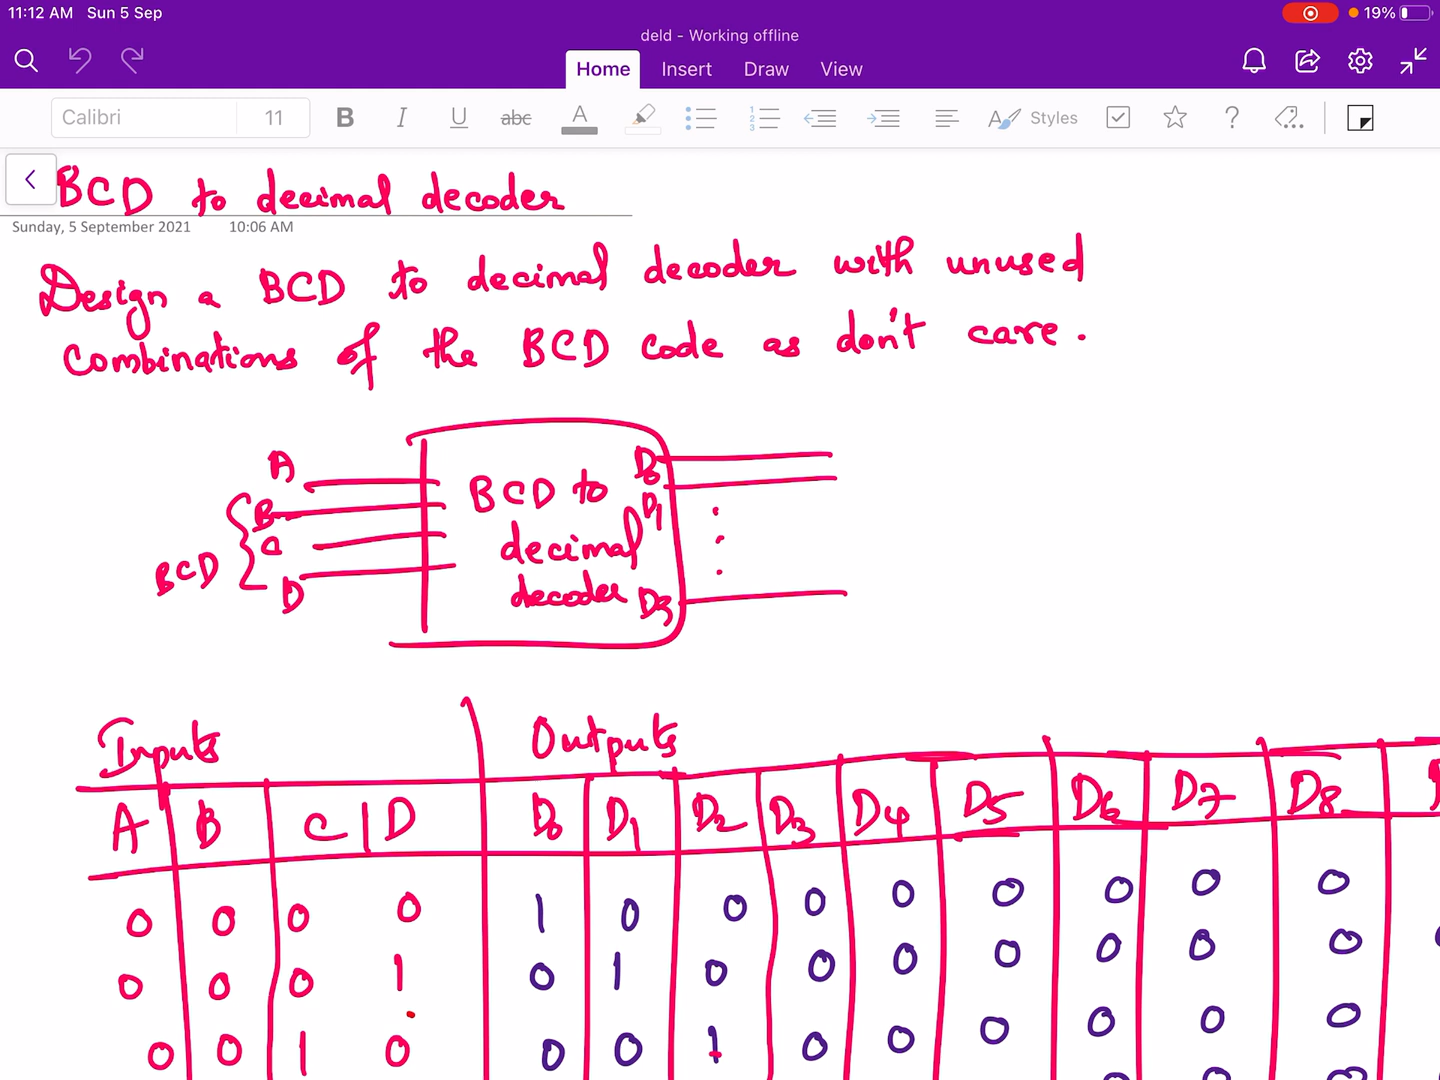 11:12 AM Sun 5 Sep 19%
deld - Working offline
Home Insert Draw View
Calibri 11 B I U abc A A Styles ?
BCD to decimal decoder
Sunday, 5 September 2021 10:06 AM
Design a BCD to decimal decoder with unused
combinations of the BCD code as don't care.
A
B
C
D
BCD
BCD to
decimal
decoder
D0
D1
D9
Inputs Outputs
A B C D D0 D1 D2 D3 D4 D5 D6 D7 D8
0 0 0 0 1 0 0 0 0 0 0 0 0
0 0 0 1 0 1 0 0 0 0 0 0 0
0 0 1 0 0 0 1 0 0 0 0 0 0